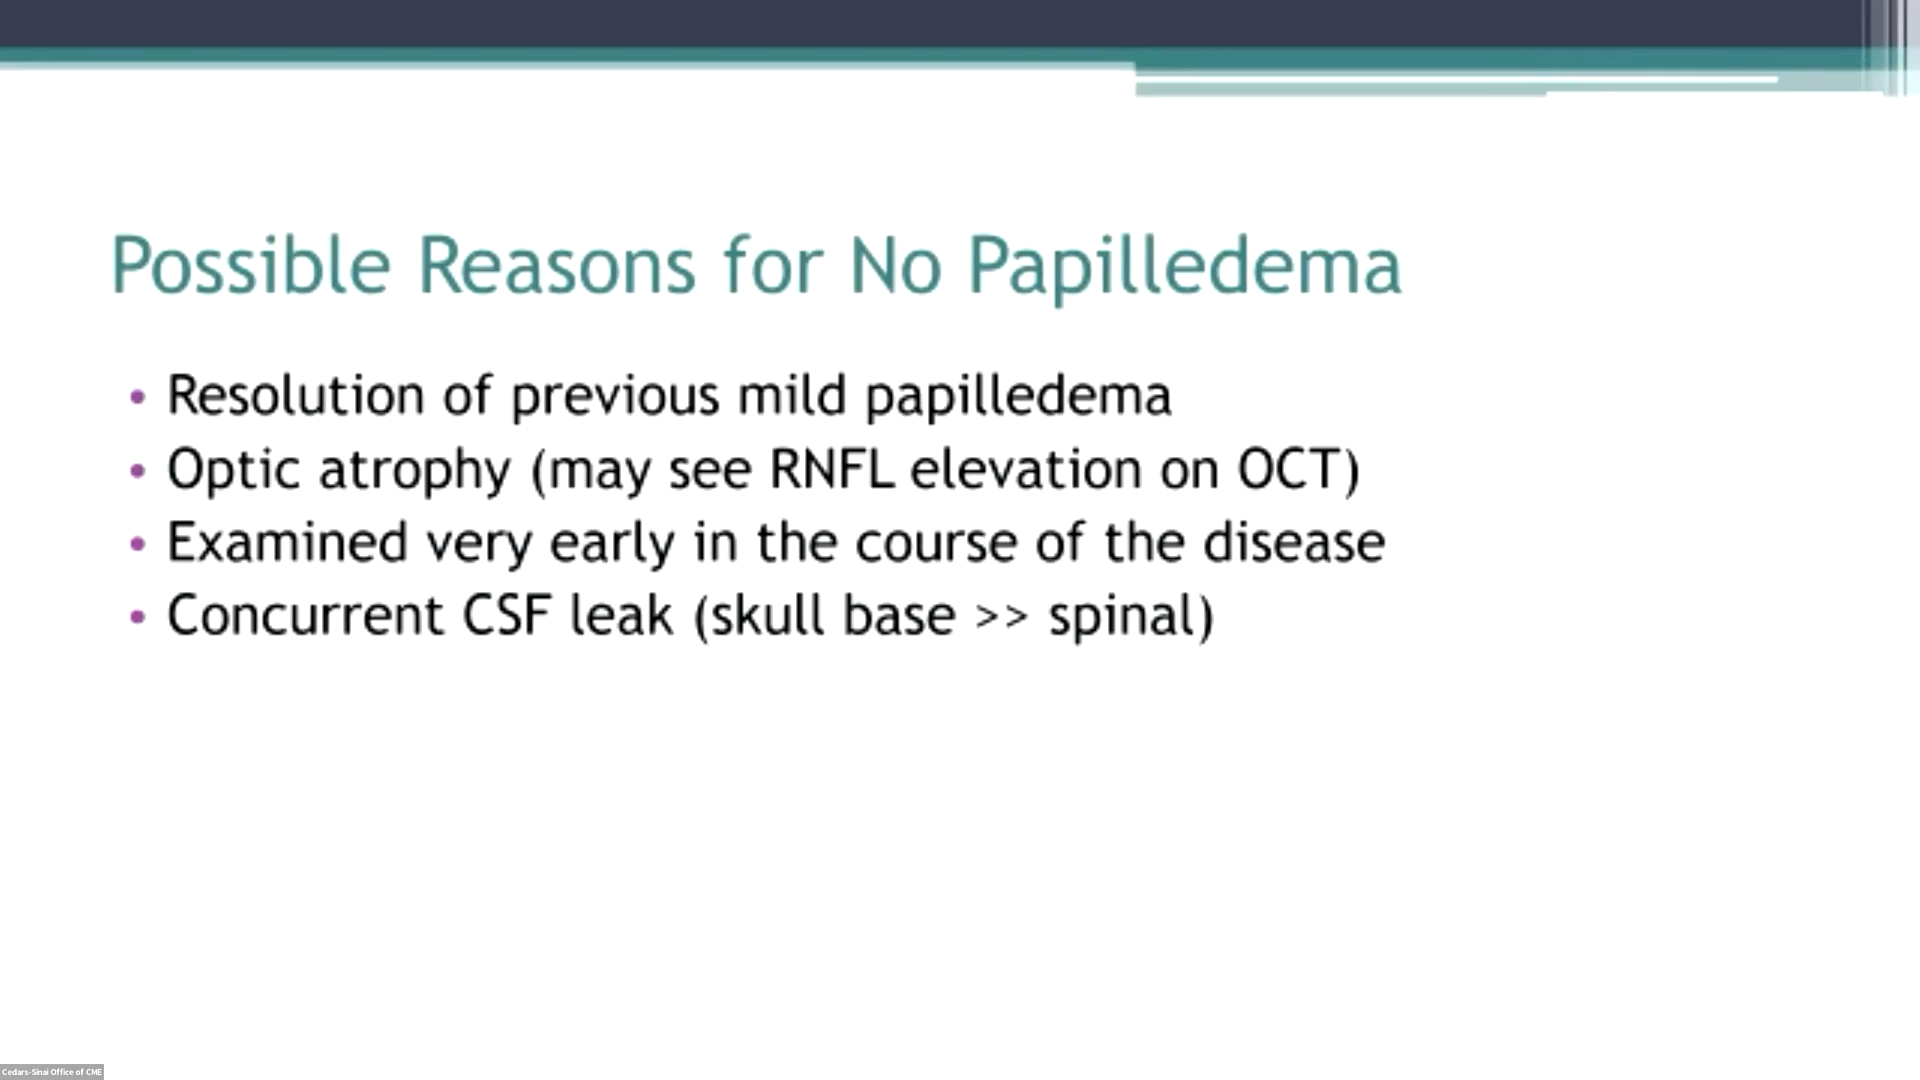 Possible Reasons for No Papilledema
• Resolution of previous mild papilledema
• Optic atrophy (may see RNFL elevation on OCT)
• Examined very early in the course of the disease
• Concurrent CSF leak (skull base >> spinal)
Cedars-Sinai Office of CME